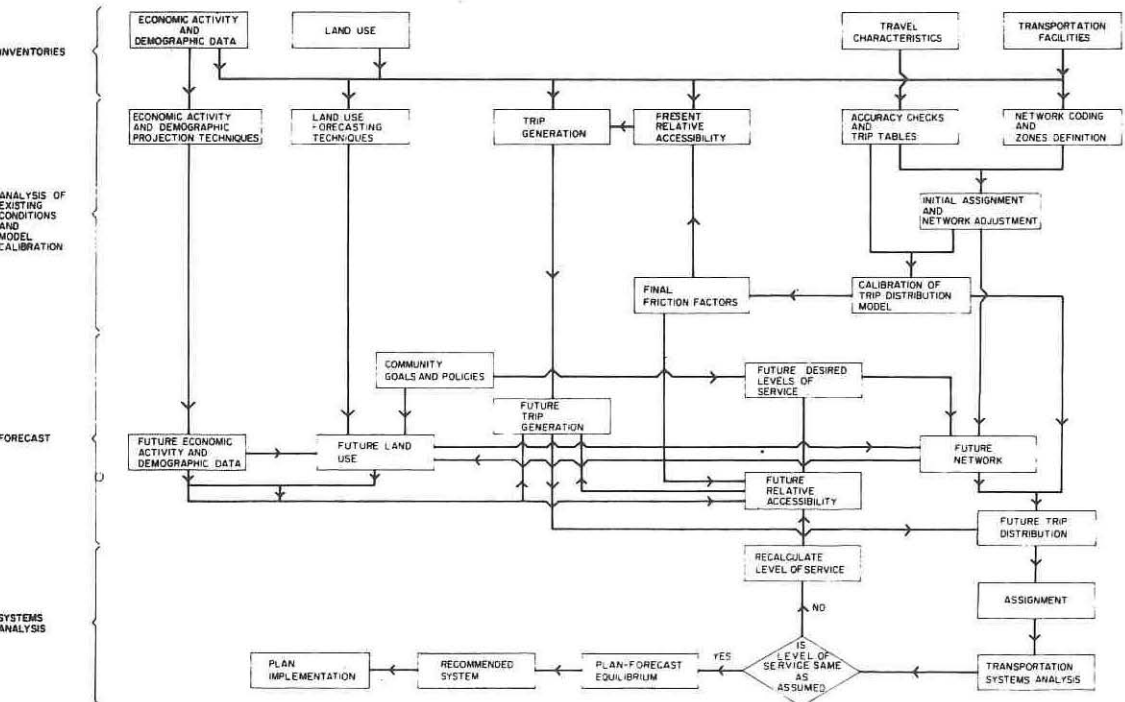 INVENTORIES
ECONOMIC ACTIVITY
AND
DEMOGRAPHIC DATA
LAND USE
TRAVEL
CHARACTERISTICS
TRANSPORTATION
FACILITIES
ANALYSIS OF
EXISTING
CONDITIONS
AND
MODEL
CALIBRATION
ECONOMIC ACTIVITY
AND DEMOGRAPHIC
PROJECTION TECHNIQUES
LAND USE
FORECASTING
TECHNIQUES
TRIP
GENERATION
PRESENT
RELATIVE
ACCESSIBILITY
ACCURACY CHECKS
AND
TRIP TABLES
NETWORK CODING
AND
ZONES DEFINITION
INITIAL ASSIGNMENT
AND
NETWORK ADJUSTMENT
FINAL
FRICTION FACTORS
CALIBRATION OF
TRIP DISTRIBUTION
MODEL
FORECAST
COMMUNITY
GOALS AND POLICIES
FUTURE DESIRED
LEVELS OF
SERVICE
FUTURE
TRIP
GENERATION
FUTURE ECONOMIC
ACTIVITY AND
DEMOGRAPHIC DATA
FUTURE LAND
USE
FUTURE
NETWORK
FUTURE
RELATIVE
ACCESSIBILITY
FUTURE TRIP
DISTRIBUTION
SYSTEMS
ANALYSIS
RECALCULATE
LEVEL OF SERVICE
ASSIGNMENT
NO
IS
LEVEL OF
SERVICE SAME
AS
ASSUMED
YES
PLAN
IMPLEMENTATION
RECOMMENDED
SYSTEM
PLAN-FORECAST
EQUILIBRIUM
TRANSPORTATION
SYSTEMS ANALYSIS